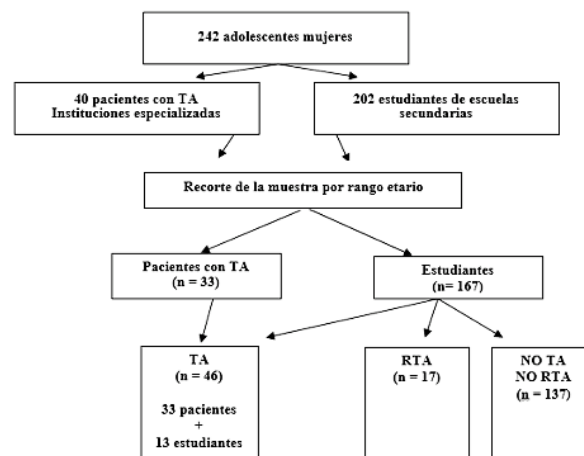 242 adolescentes mujeres
40 pacientes con TA
Instituciones especializadas
202 estudiantes de escuelas
secundarias
Recorte de la muestra por rango etario
Pacientes con TA
(n = 33)
Estudiantes
(n= 167)
TA
(n = 46)
33 pacientes
+
13 estudiantes
RTA
(n = 17)
NO TA
NO RTA
(n = 137)